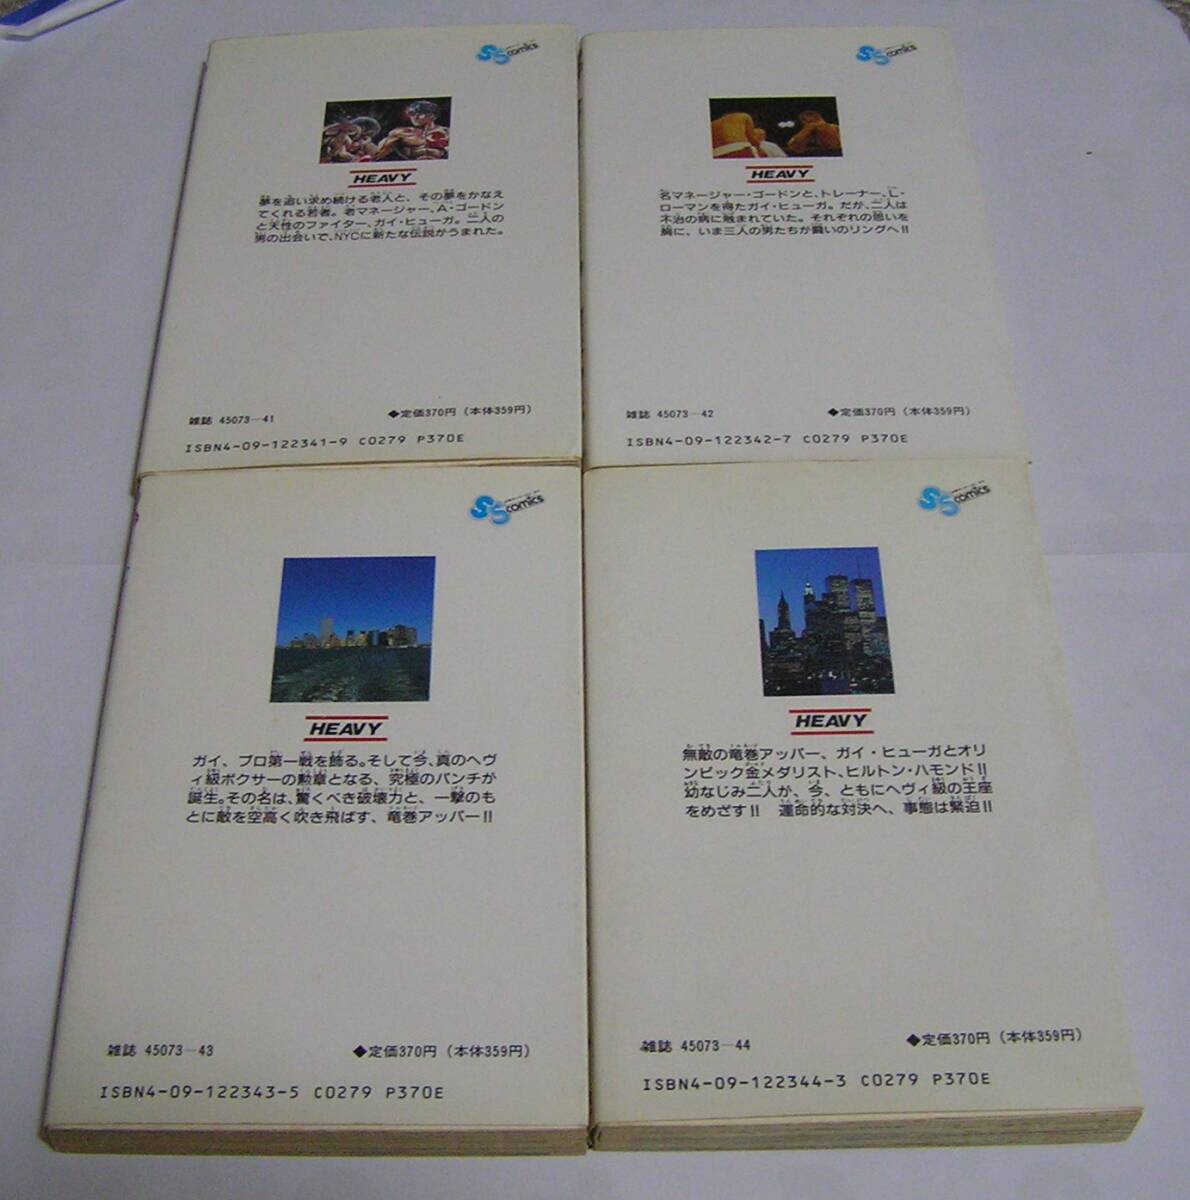 SS comics
HEAVY
夢を追い求め続ける老人と、その夢をかなえ
てくれる若者。老マネージャー、A・ゴードン
と天性のファイター、ガイ・ヒューガ。二人の
男の出会いで、NYCに新たな伝説がうまれた。
雑誌 45073-41
◆定価370円（本体359円）
ISBN4-09-122341-9 C0279 P370E
SS comics
HEAVY
名マネージャー・ゴードンと、トレーナー、L・
ローマンを得たガイ・ヒューガ。だが、二人は
不治の病に蝕まれていた。それぞれの思いを
胸に、いま三人の男たちが闘いのリングへ!!
雑誌 45073-42
◆定価370円（本体359円）
ISBN4-09-122342-7 C0279 P370E
SS comics
HEAVY
ガイ、プロ第一戦を飾る。そして今、真のヘヴ
ィ級ボクサーの勲章となる、究極のパンチが
誕生。その名は、驚くべき破壊力と、一撃のも
とに敵を空高く吹き飛ばす、竜巻アッパー!!
雑誌 45073-43
◆定価370円（本体359円）
ISBN4-09-122343-5 C0279 P370E
SS comics
HEAVY
無敵の竜巻アッパー、ガイ・ヒューガとオリ
ンピック金メダリスト、ヒルトン・ハモンド!!
幼なじみ二人が、今、ともにヘヴィ級の王座
をめざす!! 運命的な対決へ、事態は緊迫!!
雑誌 45073-44
◆定価370円（本体359円）
ISBN4-09-122344-3 C0279 P370E